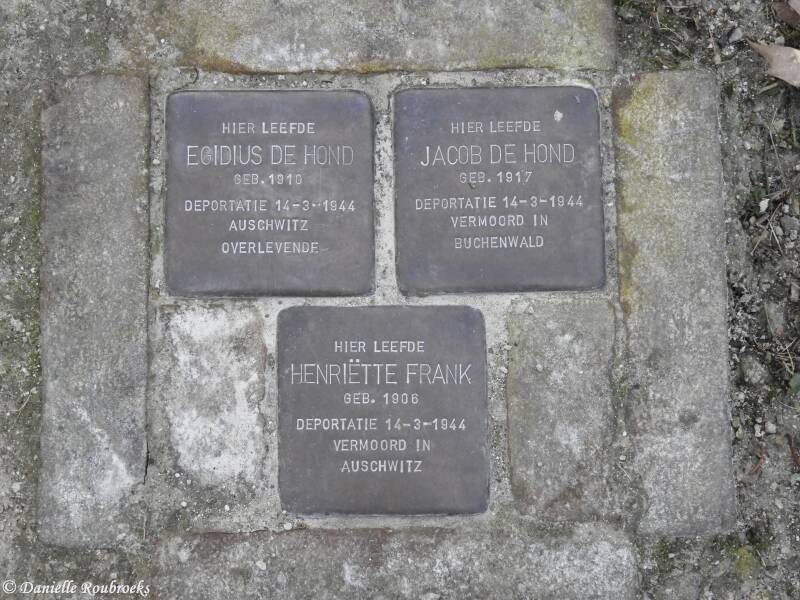 HIER LEEFDE
EGIDIUS DE HOND
GEB. 1910
DEPORTATIE 14-3-1944
AUSCHWITZ
OVERLEVENDE
HIER LEEFDE
JACOB DE HOND
GEB. 1917
DEPORTATIE 14-3-1944
VERMOORD IN
BUCHENWALD
HIER LEEFDE
HENRIËTTE FRANK
GEB. 1906
DEPORTATIE 14-3-1944
VERMOORD IN
AUSCHWITZ
© Danielle Roubroeks